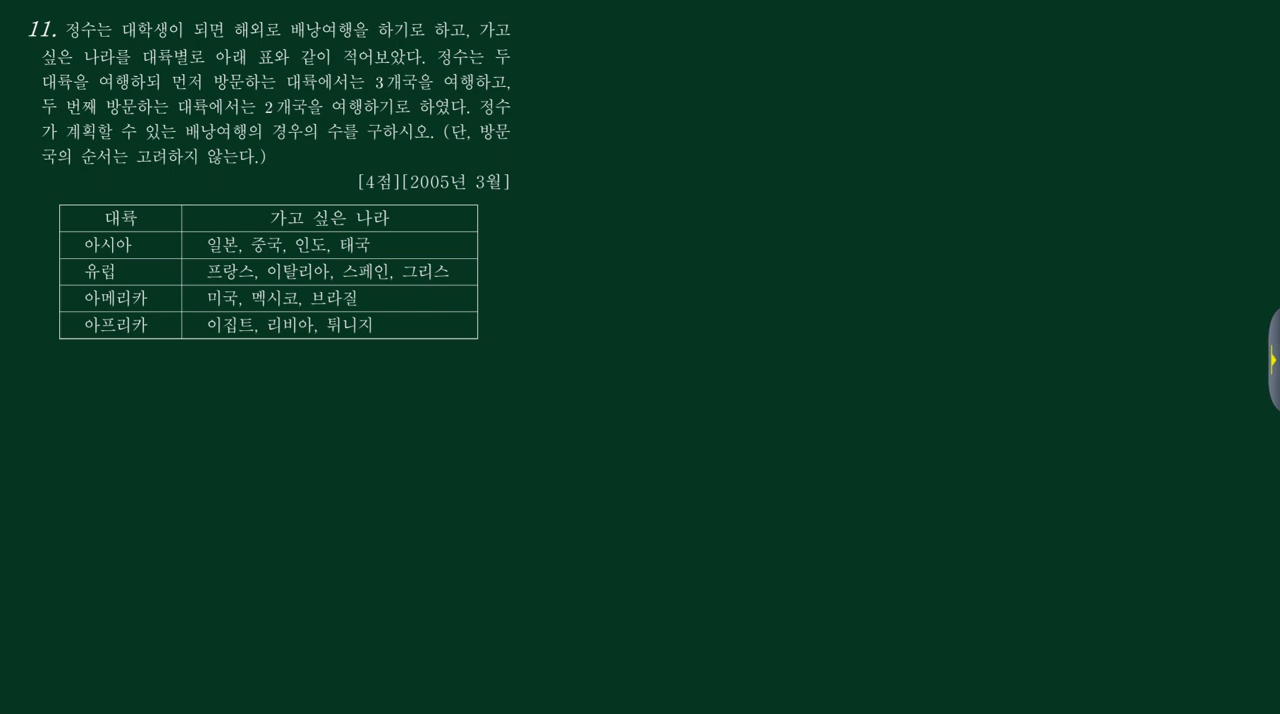 11. 정수는 대학생이 되면 해외로 배낭여행을 하기로 하고, 가고
싶은 나라를 대륙별로 아래 표와 같이 적어보았다. 정수는 두
대륙을 여행하되 먼저 방문하는 대륙에서는 3개국을 여행하고,
두 번째 방문하는 대륙에서는 2개국을 여행하기로 하였다. 정수
가 계획할 수 있는 배낭여행의 경우의 수를 구하시오. (단, 방문
국의 순서는 고려하지 않는다.)
[4점][2005년 3월]
대륙 가고 싶은 나라
아시아 일본, 중국, 인도, 태국
유럽 프랑스, 이탈리아, 스페인, 그리스
아메리카 미국, 멕시코, 브라질
아프리카 이집트, 리비아, 튀니지